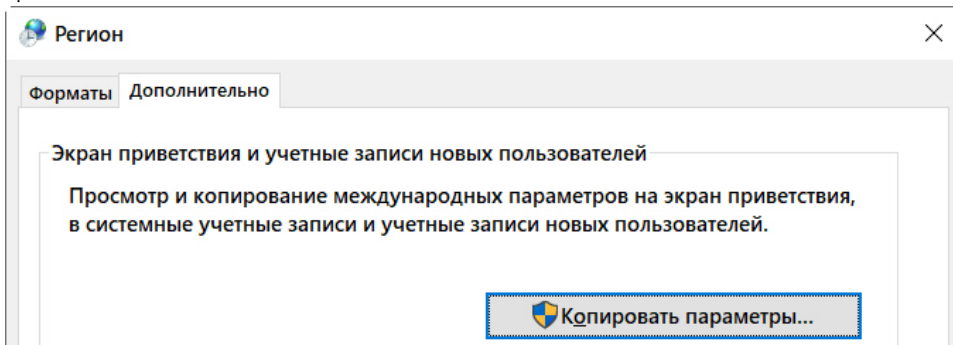 Регион
Форматы Дополнительно
Экран приветствия и учетные записи новых пользователей
Просмотр и копирование международных параметров на экран приветствия,
в системные учетные записи и учетные записи новых пользователей.
Копировать параметры...